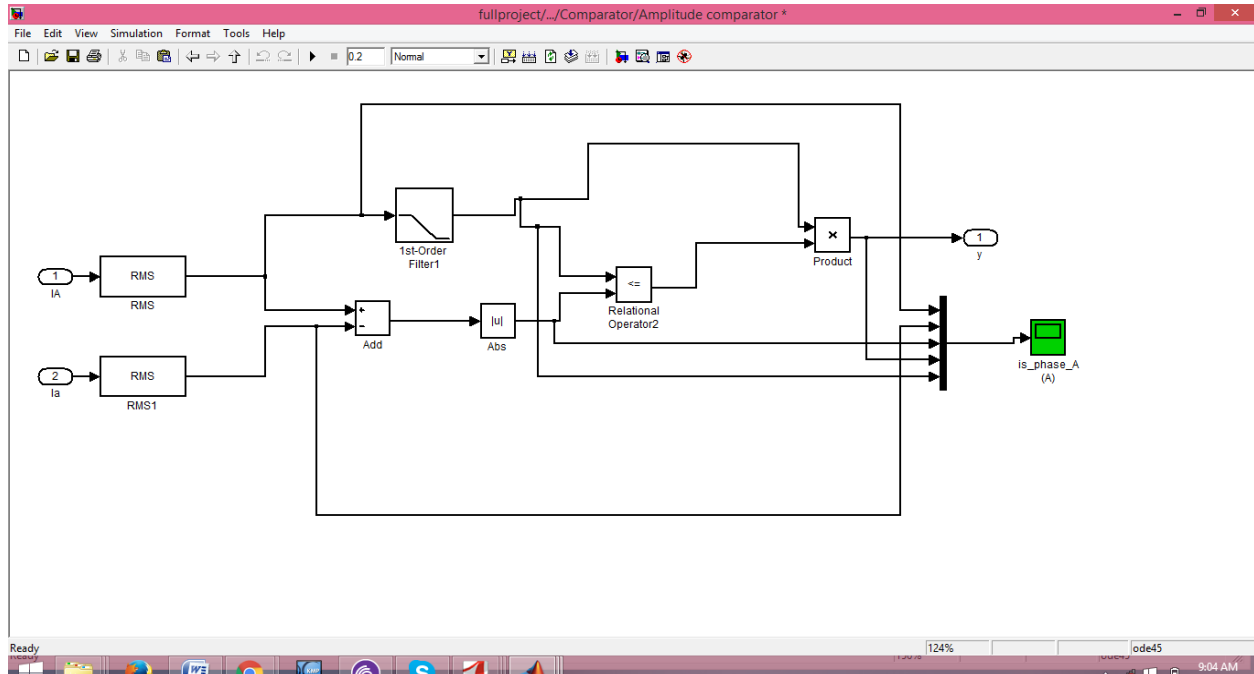 fullproject/.../Comparator/Amplitude comparator *
File Edit View Simulation Format Tools Help
0.2 Normal
1st-Order
Filter1
×
Product
1
y
1
IA
RMS
RMS
<=
Relational
Operator2
+
−
Add
|u|
Abs
is_phase_A
(A)
2
Ia
RMS
RMS1
Ready
124%
ode45
9:04 AM